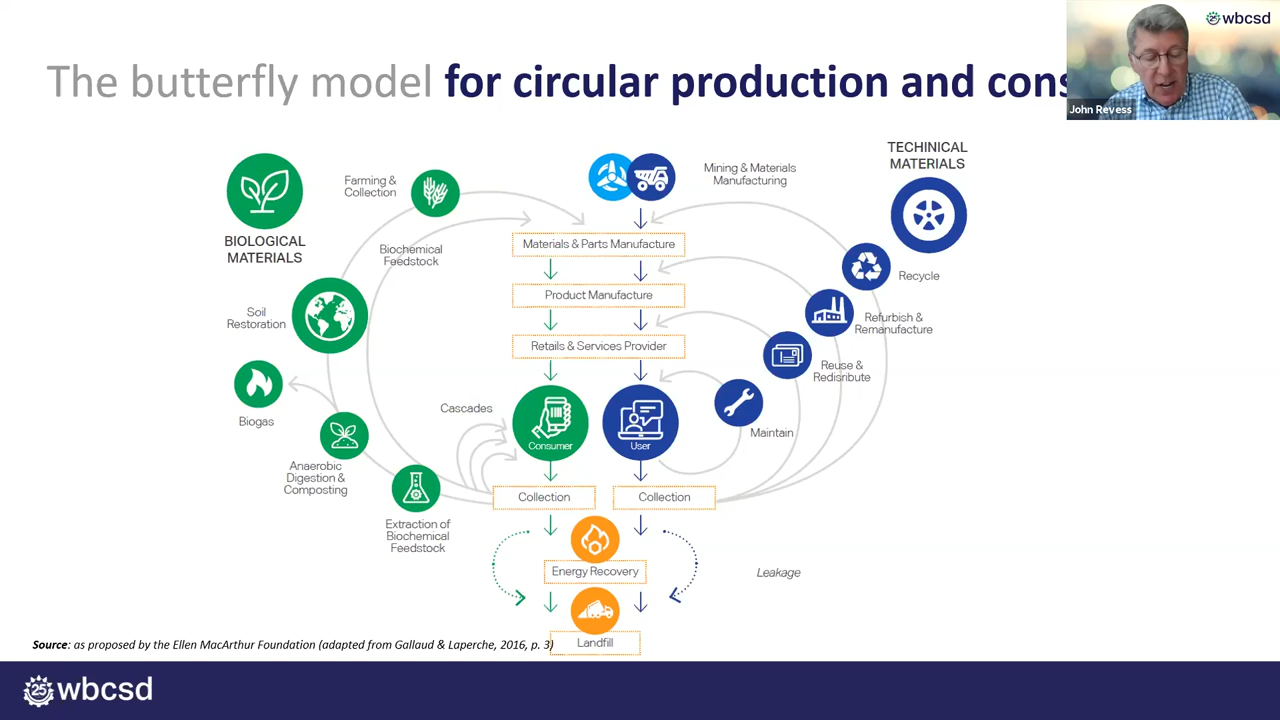 wbcsd
The butterfly model for circular production and cons
John Revess
TECHINICAL
MATERIALS
Farming &
Collection
Mining & Materials
Manufacturing
BIOLOGICAL
MATERIALS
Biochemical
Feedstock
Materials & Parts Manufacture
Recycle
Product Manufacture
Soil
Restoration
Refurbish &
Remanufacture
Retails & Services Provider
Reuse &
Redisribute
Cascades
Biogas
Maintain
Consumer
User
Anaerobic
Digestion &
Composting
Collection
Collection
Extraction of
Biochemical
Feedstock
Energy Recovery
Leakage
Landfill
Source: as proposed by the Ellen MacArthur Foundation (adapted from Gallaud & Laperche, 2016, p. 3)
25 wbcsd